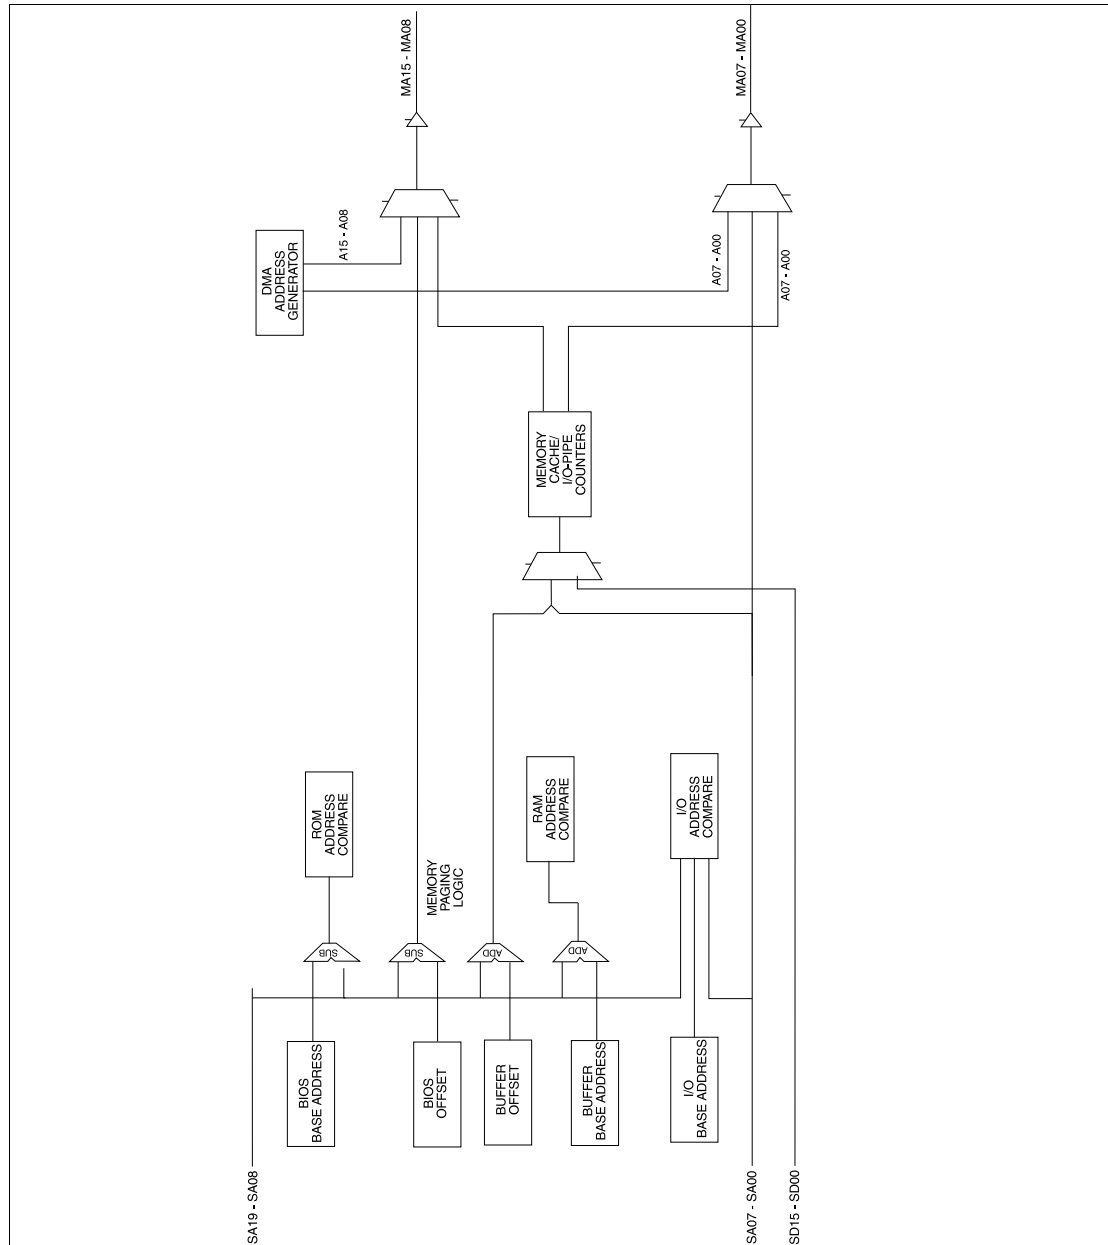 MA15 - MA08
MA07 - MA00
DMA
ADDRESS
GENERATOR
A15 - A08
A07 - A00
A07 - A00
MEMORY
CACHE/
I/O-PIPE
COUNTERS
ROM
ADDRESS
COMPARE
RAM
ADDRESS
COMPARE
I/O
ADDRESS
COMPARE
MEMORY
PAGING
LOGIC
SUB
SUB
ADD
ADD
BIOS
BASE ADDRESS
BIOS
OFFSET
BUFFER
OFFSET
BUFFER
BASE ADDRESS
I/O
BASE ADDRESS
SA19 - SA08
SA07 - SA00
SD15 - SD00